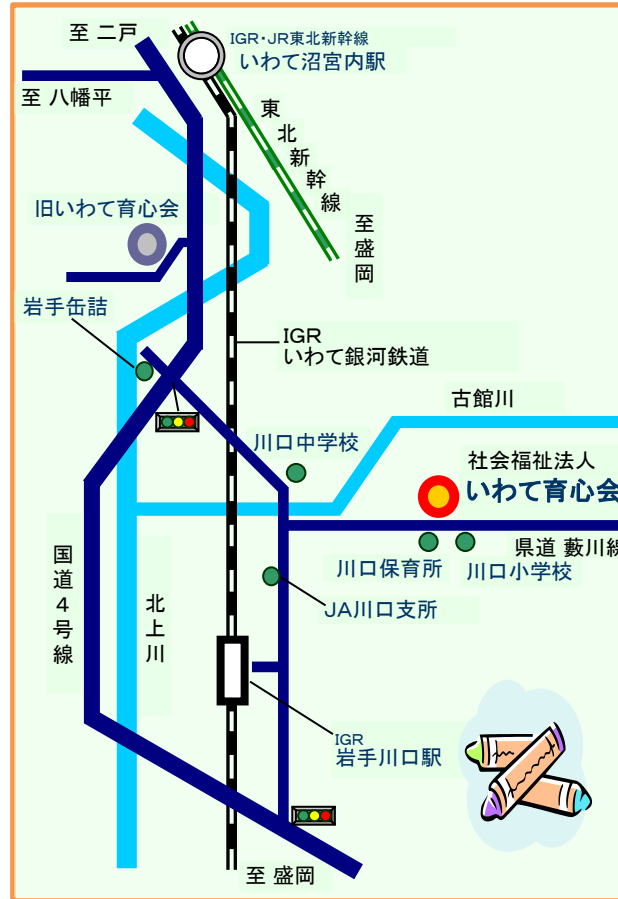 至 二戸
IGR・JR東北新幹線
いわて沼宮内駅
至 八幡平
東北新幹線
至盛岡
旧いわて育心会
岩手缶詰
IGR
いわて銀河鉄道
古館川
川口中学校
社会福祉法人
いわて育心会
県道 藪川線
川口保育所
川口小学校
国道4号線
北上川
JA川口支所
IGR
岩手川口駅
至 盛岡